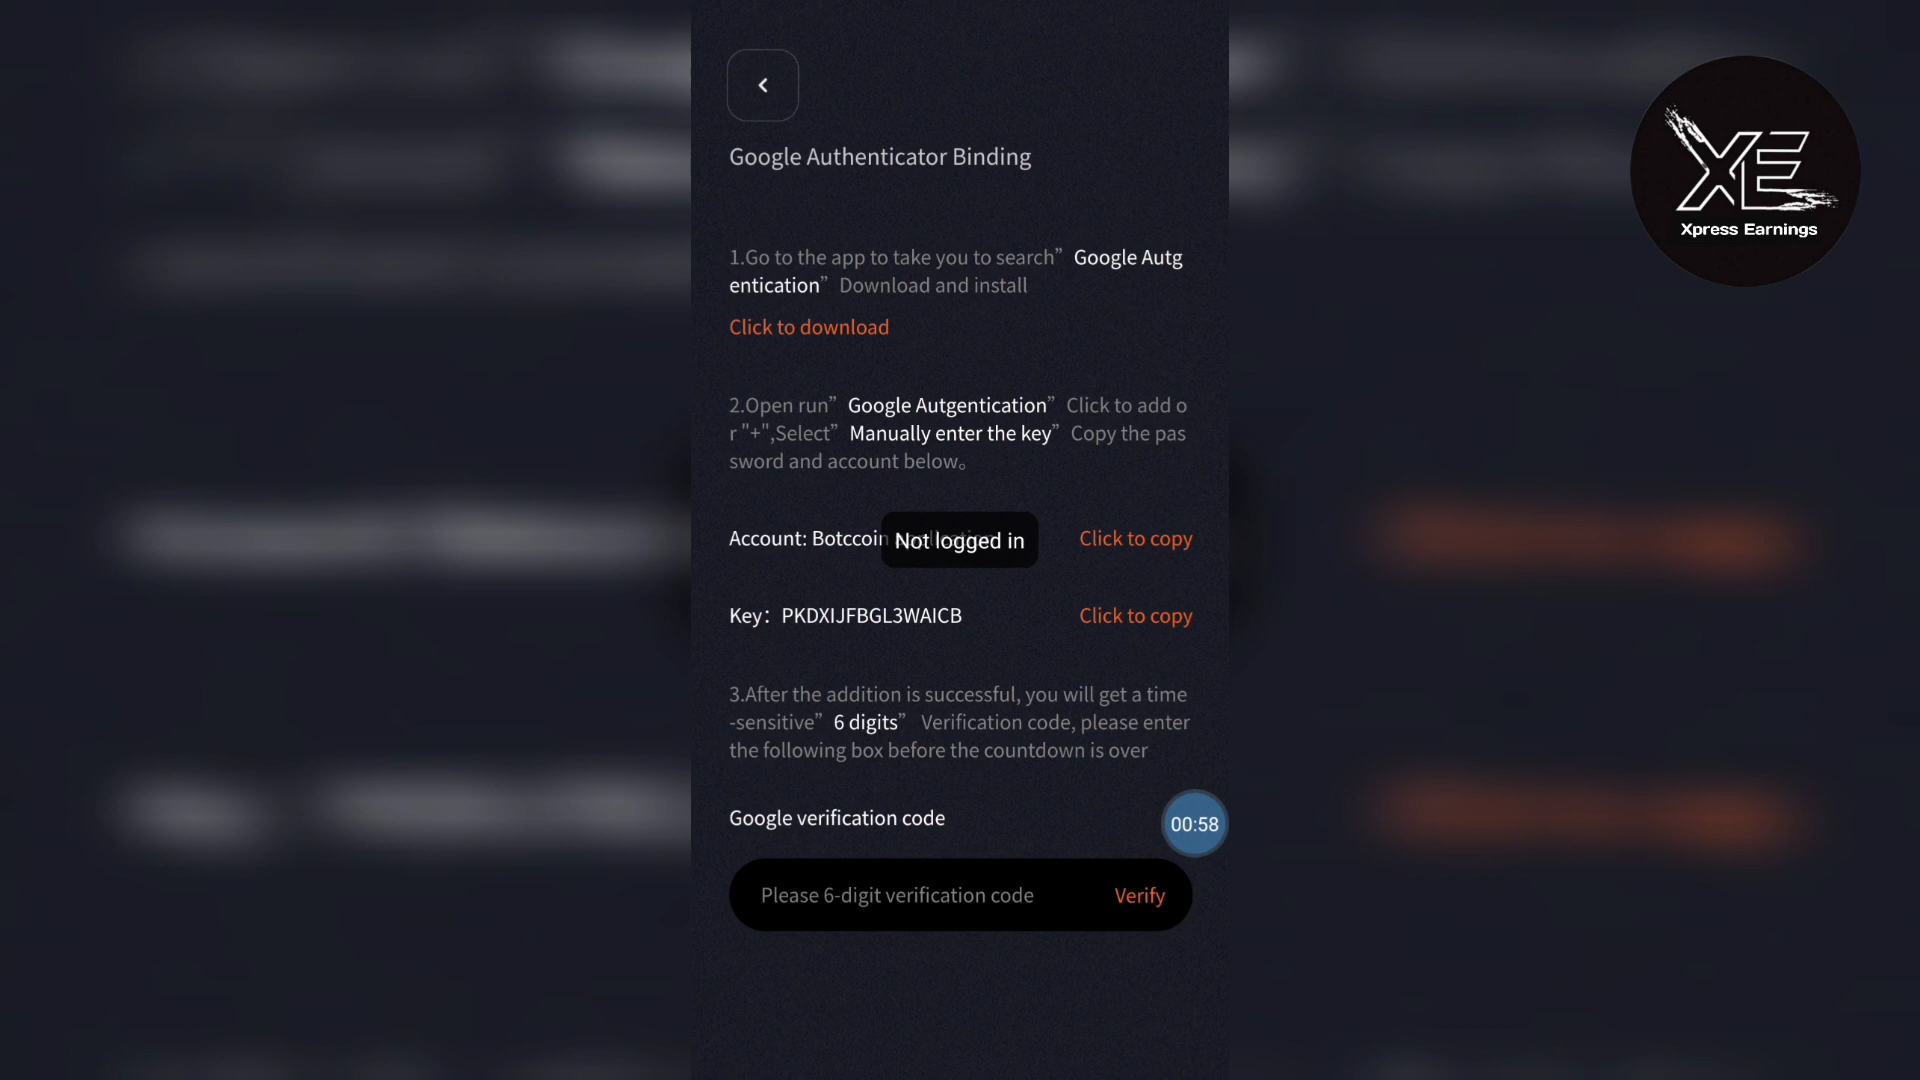 XE
Xpress Earnings
Google Authenticator Binding
1.Go to the app to take you to search” Google Autg
entication” Download and install
Click to download
2.Open run” Google Autgentication” Click to add o
r "+",Select” Manually enter the key” Copy the pas
sword and account below。
Account: Botccoin Not logged in Click to copy
Key：PKDXIJFBGL3WAICB Click to copy
3.After the addition is successful, you will get a time
-sensitive” 6 digits” Verification code, please enter
the following box before the countdown is over
Google verification code 00:58
Please 6-digit verification code Verify